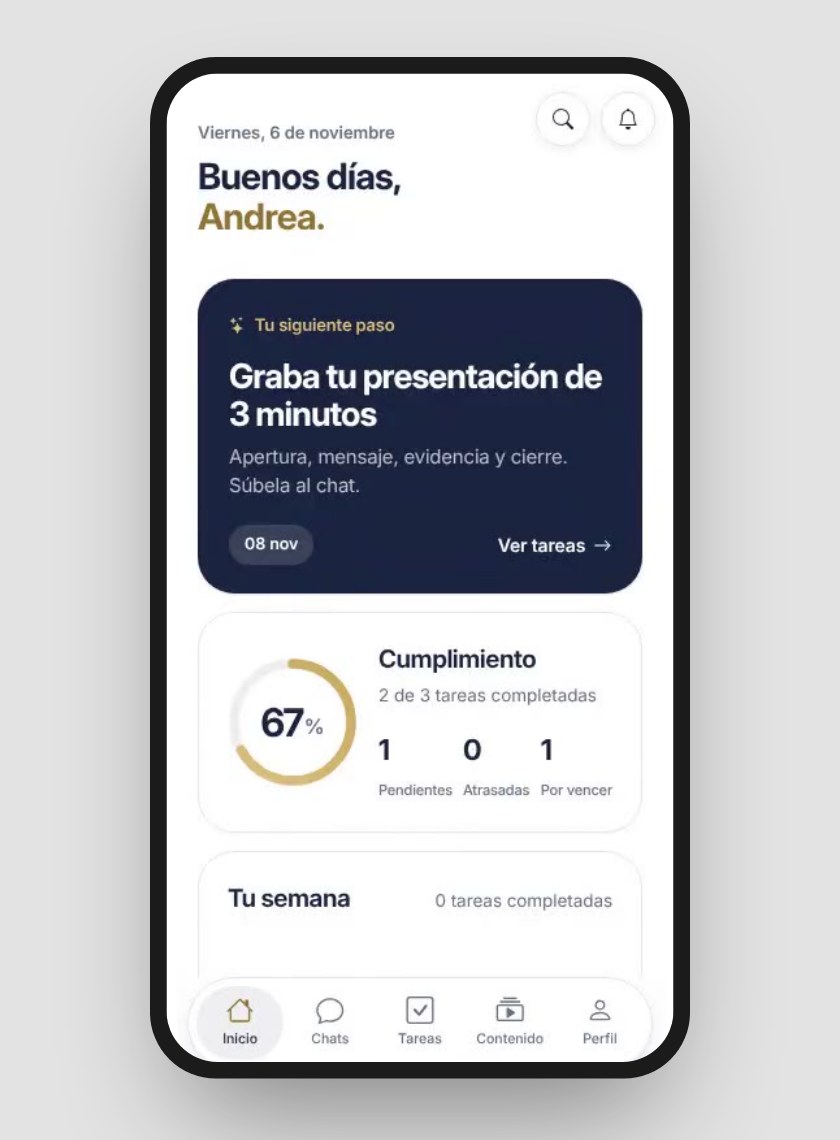 Viernes, 6 de noviembre
Buenos días,
Andrea.
Tu siguiente paso
Graba tu presentación de
3 minutos
Apertura, mensaje, evidencia y cierre.
Súbela al chat.
08 nov
Ver tareas →
67%
Cumplimiento
2 de 3 tareas completadas
1 0 1
Pendientes Atrasadas Por vencer
Tu semana
0 tareas completadas
Inicio Chats Tareas Contenido Perfil